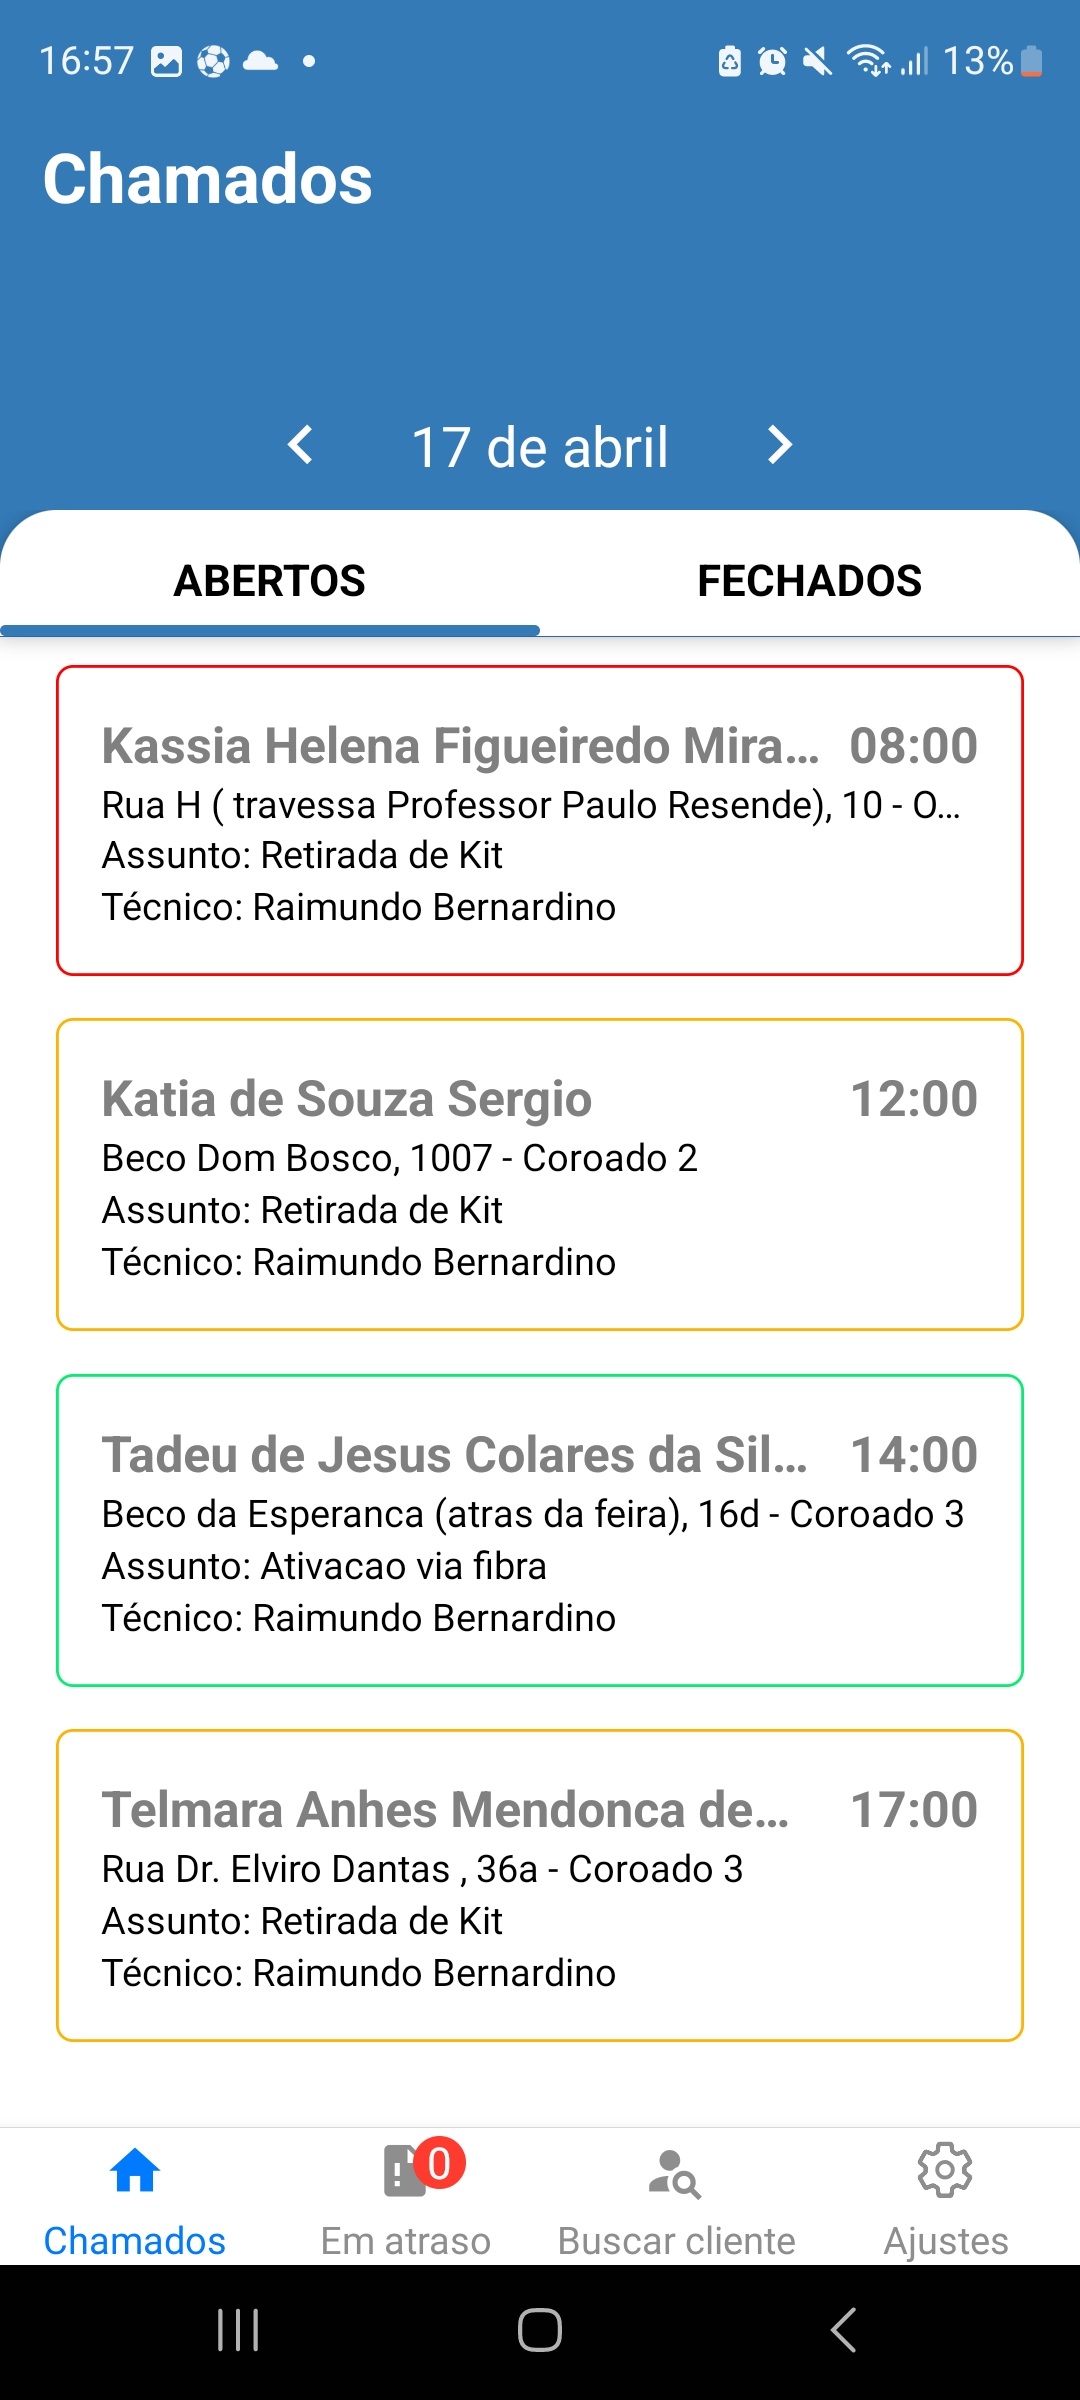 16:57
13%
Chamados
17 de abril
ABERTOS
FECHADOS
Kassia Helena Figueiredo Mira... 08:00
Rua H ( travessa Professor Paulo Resende), 10 - O...
Assunto: Retirada de Kit
Técnico: Raimundo Bernardino
Katia de Souza Sergio 12:00
Beco Dom Bosco, 1007 - Coroado 2
Assunto: Retirada de Kit
Técnico: Raimundo Bernardino
Tadeu de Jesus Colares da Sil... 14:00
Beco da Esperanca (atras da feira), 16d - Coroado 3
Assunto: Ativacao via fibra
Técnico: Raimundo Bernardino
Telmara Anhes Mendonca de... 17:00
Rua Dr. Elviro Dantas , 36a - Coroado 3
Assunto: Retirada de Kit
Técnico: Raimundo Bernardino
0
Chamados
Em atraso
Buscar cliente
Ajustes